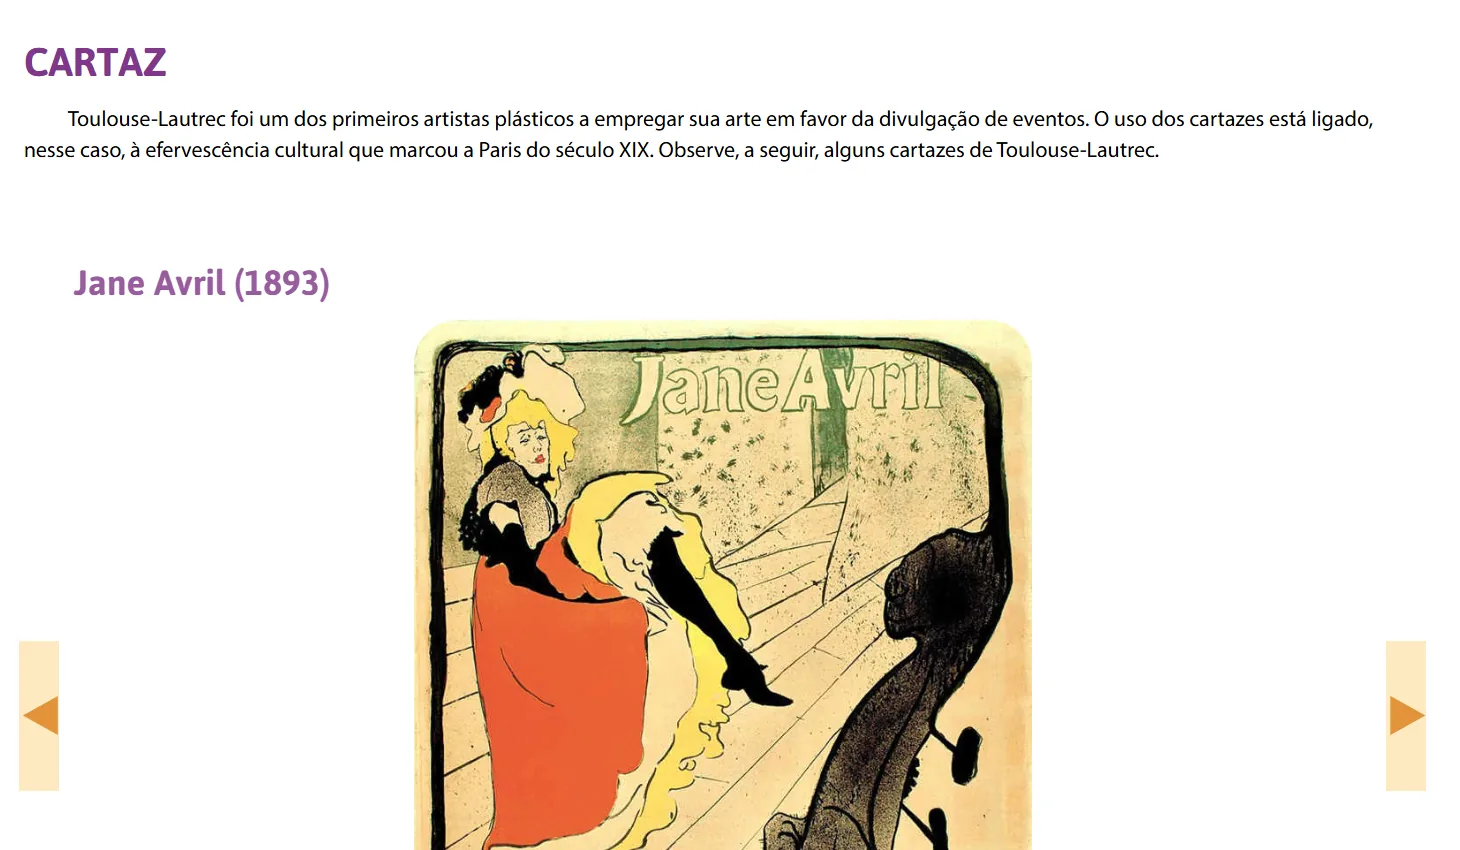 CARTAZ
Toulouse-Lautrec foi um dos primeiros artistas plásticos a empregar sua arte em favor da divulgação de eventos. O uso dos cartazes está ligado,
nesse caso, à efervescência cultural que marcou a Paris do século XIX. Observe, a seguir, alguns cartazes de Toulouse-Lautrec.
Jane Avril (1893)
Jane Avril